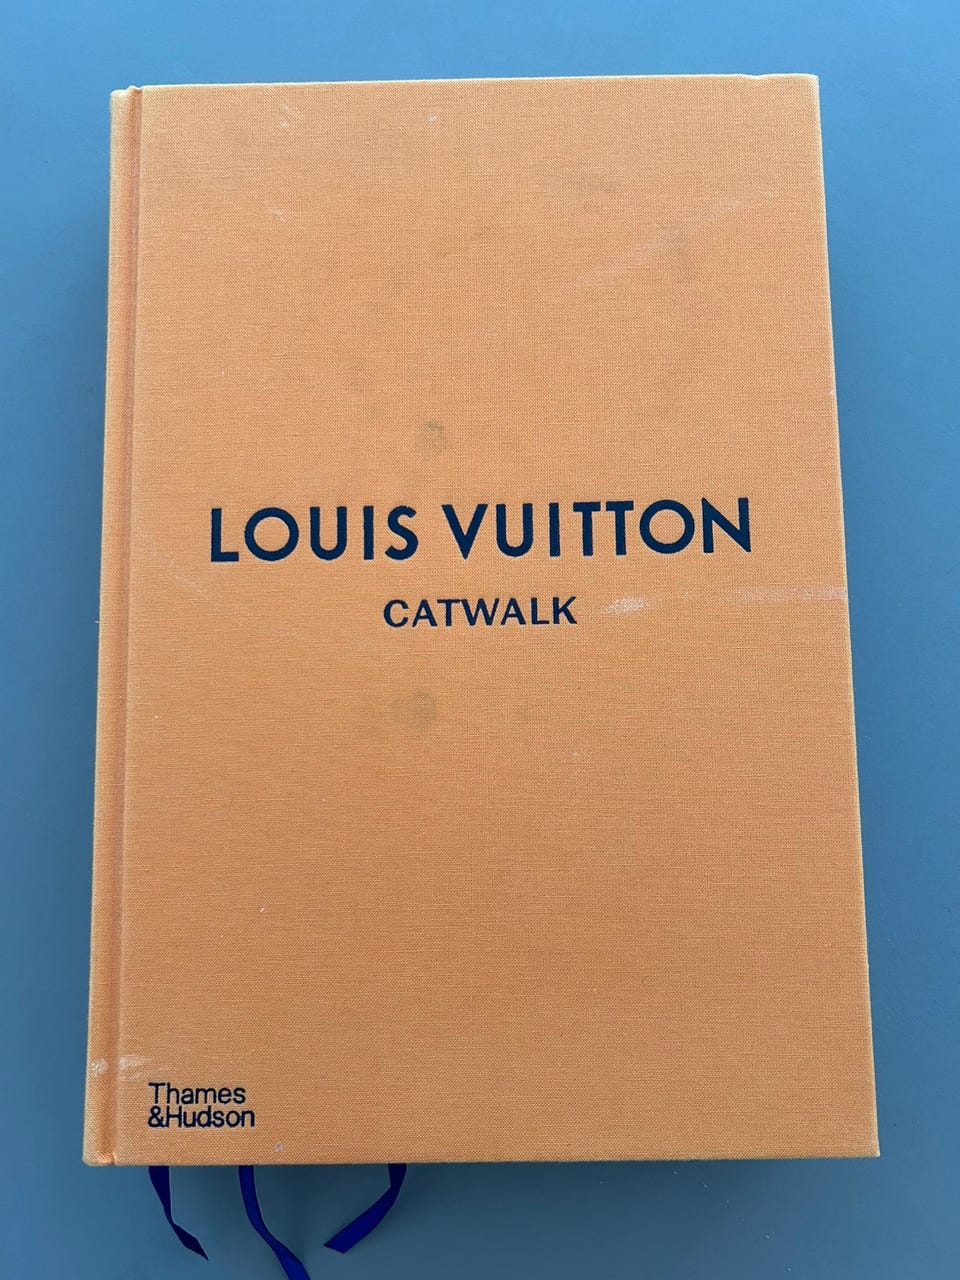 LOUIS VUITTON
CATWALK
Thames
&Hudson